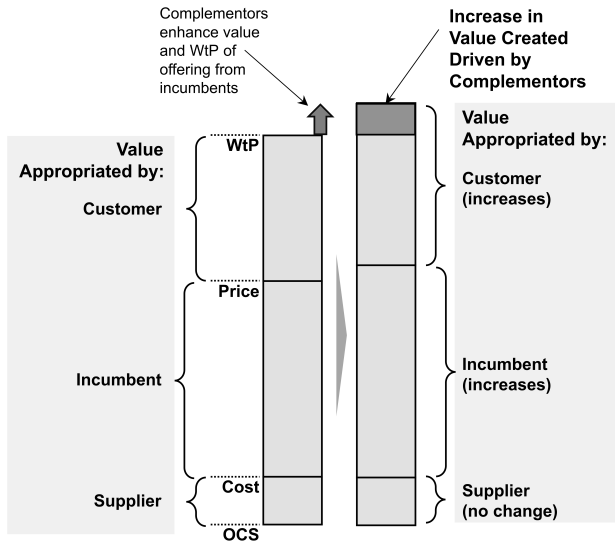 Complementors
enhance value
and WtP of
offering from
incumbents
Increase in
Value Created
Driven by
Complementors
Value
Appropriated by:
Customer
Incumbent
Supplier
WtP
Price
Cost
OCS
Value
Appropriated by:
Customer
(increases)
Incumbent
(increases)
Supplier
(no change)